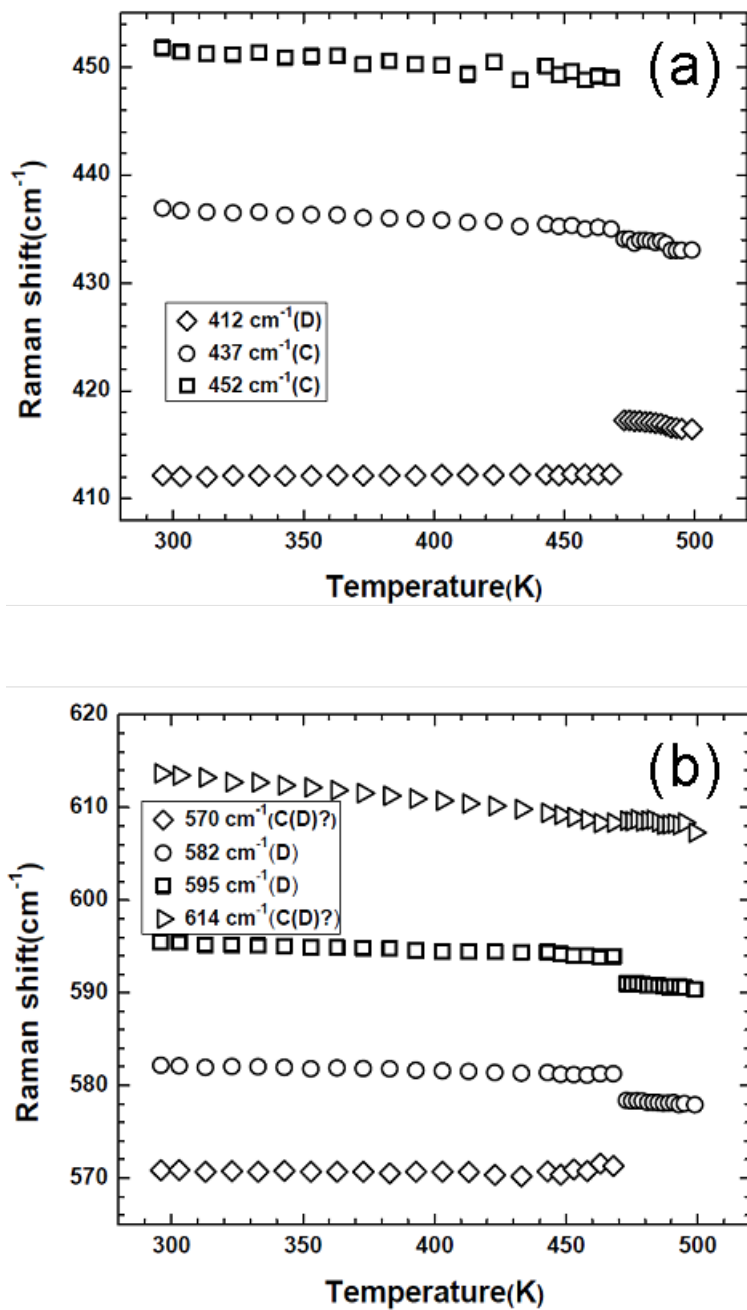 (a)
450
440
430
420
410
Raman shift(cm⁻¹)
412 cm⁻¹(D)
437 cm⁻¹(C)
452 cm⁻¹(C)
300 350 400 450 500
Temperature(K)
(b)
620
610
600
590
580
570
Raman shift(cm⁻¹)
570 cm⁻¹(C(D)?)
582 cm⁻¹(D)
595 cm⁻¹(D)
614 cm⁻¹(C(D)?)
300 350 400 450 500
Temperature(K)